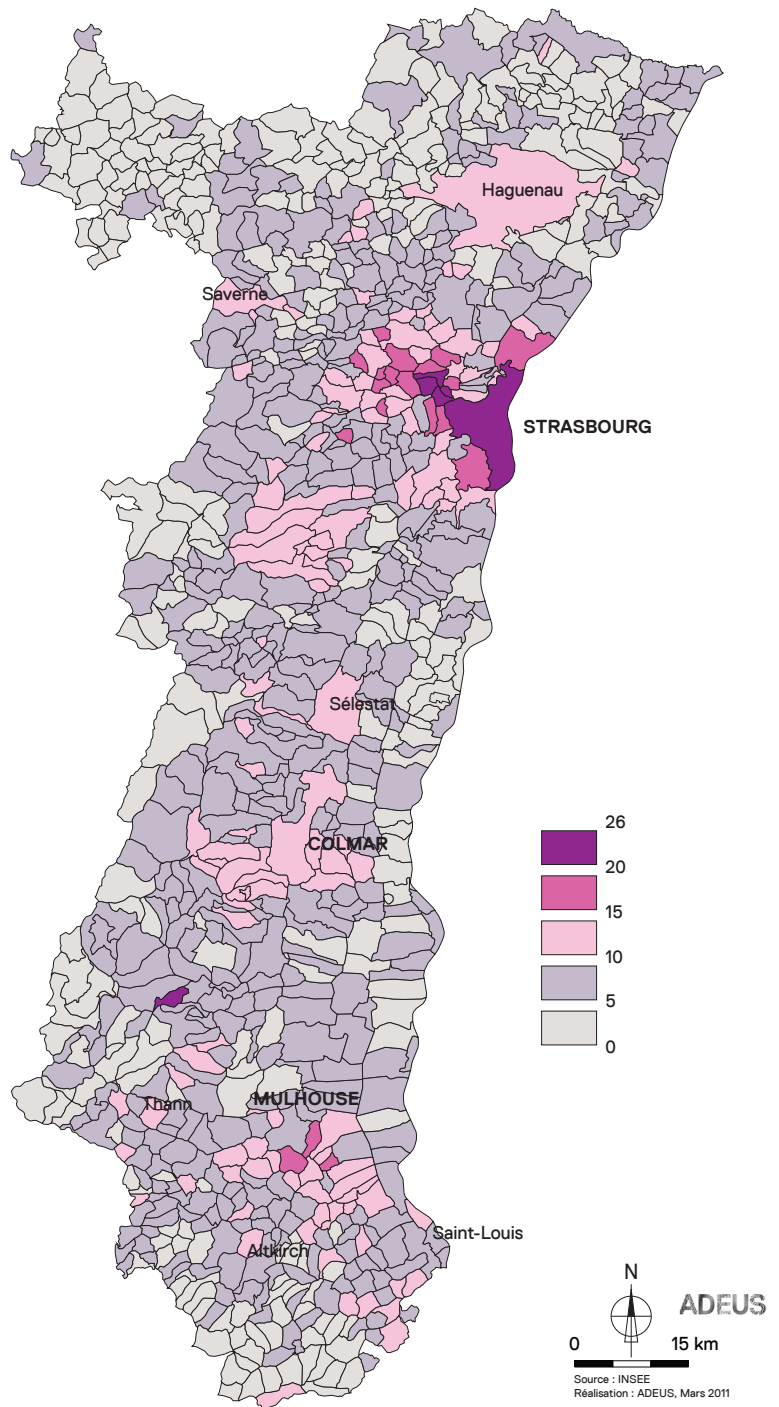 Haguenau
Saverne
STRASBOURG
Sélestat
COLMAR
26
20
15
10
5
0
Thann
MULHOUSE
Saint-Louis
Altkirch
N
ADEUS
0 15 km
Source : INSEE
Réalisation : ADEUS, Mars 2011